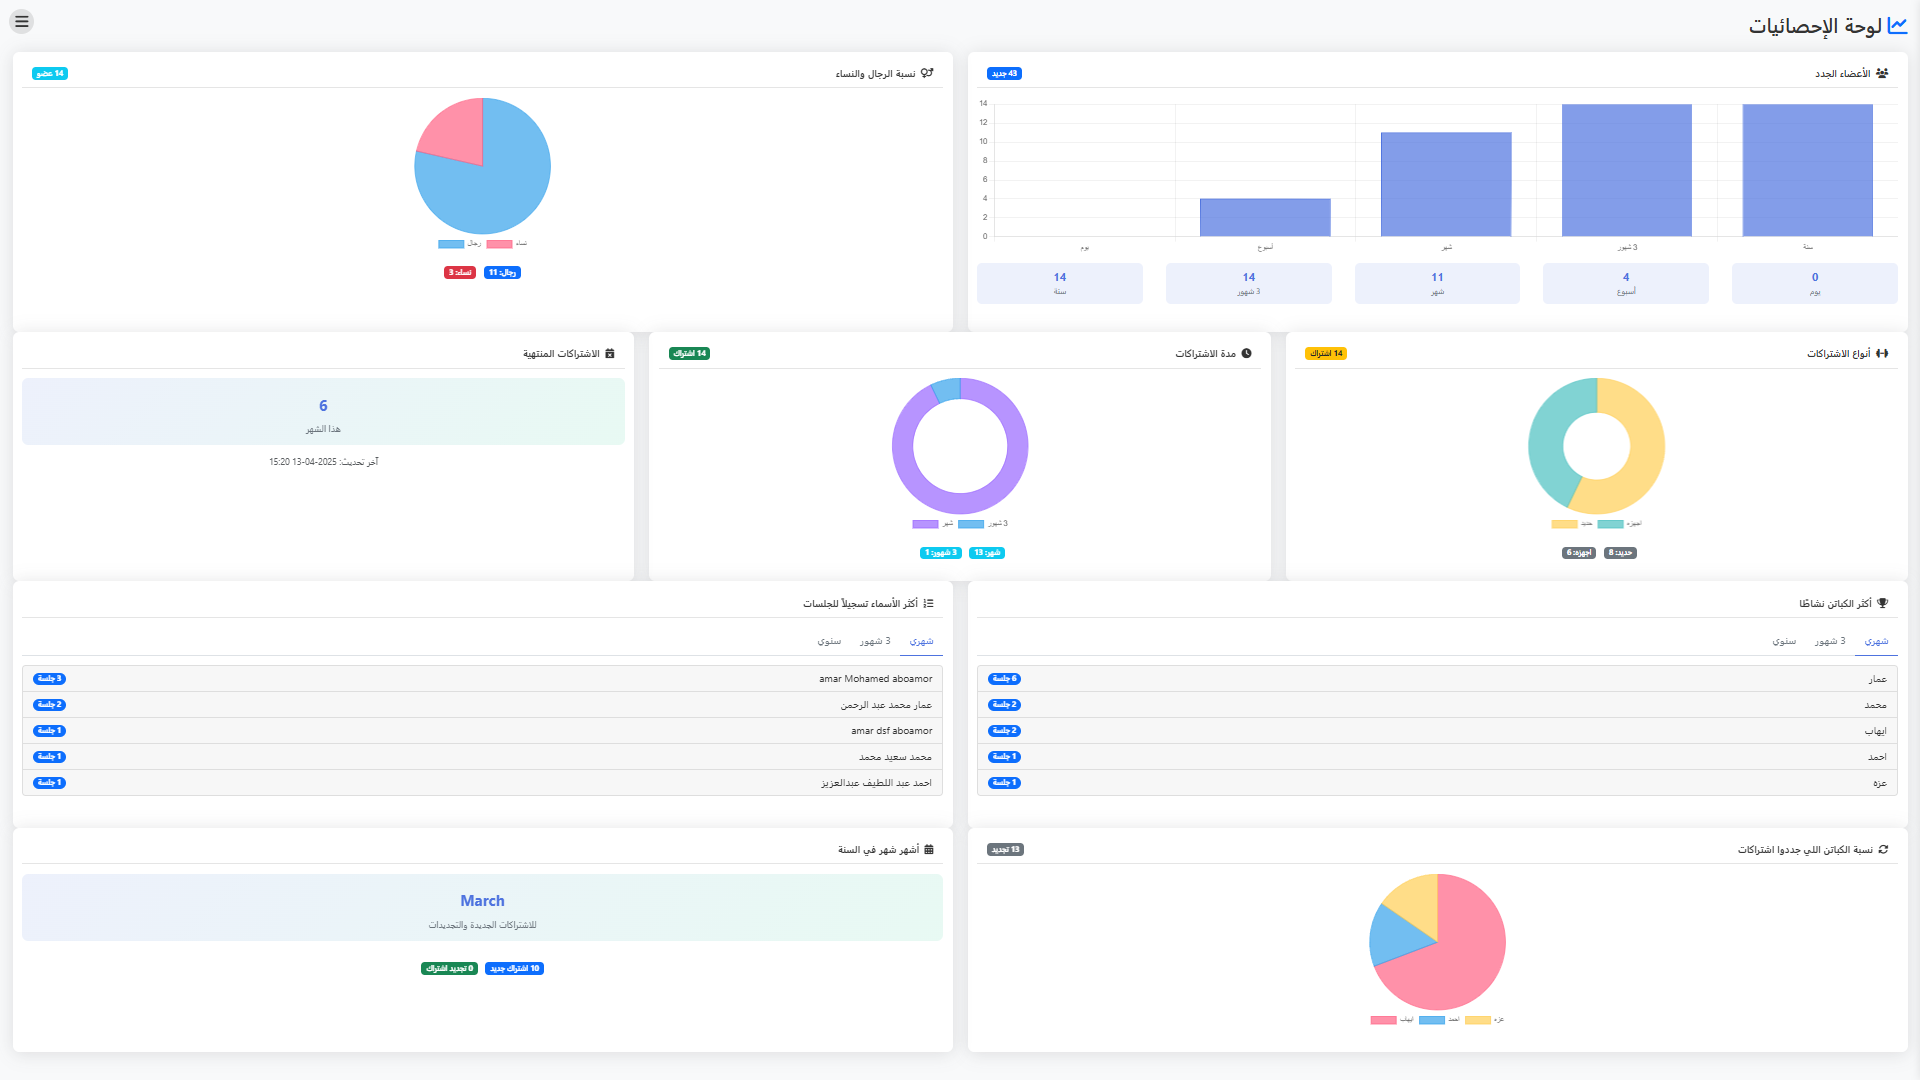 لوحة الإحصائيات
الأعضاء الجدد
43 جديد
14
12
10
8
6
4
2
0
يوم
أسبوع
شهر
3 شهور
سنة
0
يوم
4
أسبوع
11
شهر
14
3 شهور
14
سنة
نسبة الرجال والنساء
14 عضو
رجال
نساء
رجال: 11
نساء: 3
أنواع الاشتراكات
14 اشتراك
حديد
اجهزه
حديد: 8
اجهزه: 6
مدة الاشتراكات
14 اشتراك
شهر
3 شهور
شهر: 13
3 شهور: 1
الاشتراكات المنتهية
6
هذا الشهر
آخر تحديث: 2025-04-13 15:20
أكثر الكباتن نشاطًا
شهري
3 شهور
سنوي
عمار
6 جلسة
محمد
2 جلسة
ايهاب
2 جلسة
احمد
1 جلسة
عزه
1 جلسة
أكثر الأسماء تسجيلاً للجلسات
شهري
3 شهور
سنوي
amar Mohamed aboamor
3 جلسة
عمار محمد عبد الرحمن
2 جلسة
amar dsf aboamor
1 جلسة
محمد سعيد محمد
1 جلسة
احمد عبد اللطيف عبدالعزيز
1 جلسة
نسبة الكباتن اللي جددوا اشتراكات
13 تجديد
ايهاب
احمد
عزه
أشهر شهر في السنة
March
للاشتراكات الجديدة والتجديدات
10 اشتراك جديد
0 تجديد اشتراك